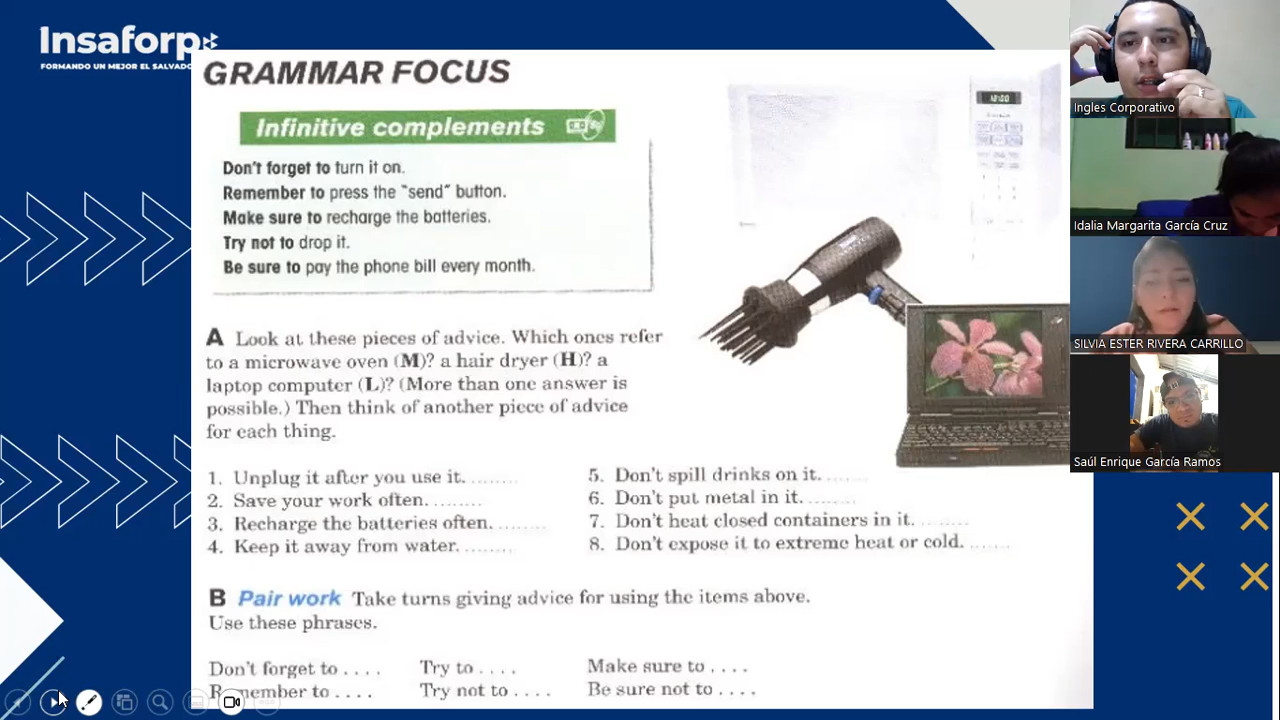 Insaforp
FORMANDO UN MEJOR EL SALVADOR
GRAMMAR FOCUS
Infinitive complements
Don't forget to turn it on.
Remember to press the "send" button.
Make sure to recharge the batteries.
Try not to drop it.
Be sure to pay the phone bill every month.
A Look at these pieces of advice. Which ones refer
to a microwave oven (M)? a hair dryer (H)? a
laptop computer (L)? (More than one answer is
possible.) Then think of another piece of advice
for each thing.
1. Unplug it after you use it. ........
2. Save your work often. ........
3. Recharge the batteries often. ........
4. Keep it away from water. ........
5. Don't spill drinks on it. ........
6. Don't put metal in it. ........
7. Don't heat closed containers in it. ........
8. Don't expose it to extreme heat or cold. ........
B Pair work Take turns giving advice for using the items above.
Use these phrases.
Don't forget to . . . .
Try to . . . .
Make sure to . . . .
Remember to . . . .
Try not to . . . .
Be sure not to . . . .
Ingles Corporativo
Idalia Margarita García Cruz
SILVIA ESTER RIVERA CARRILLO
Saúl Enrique García Ramos